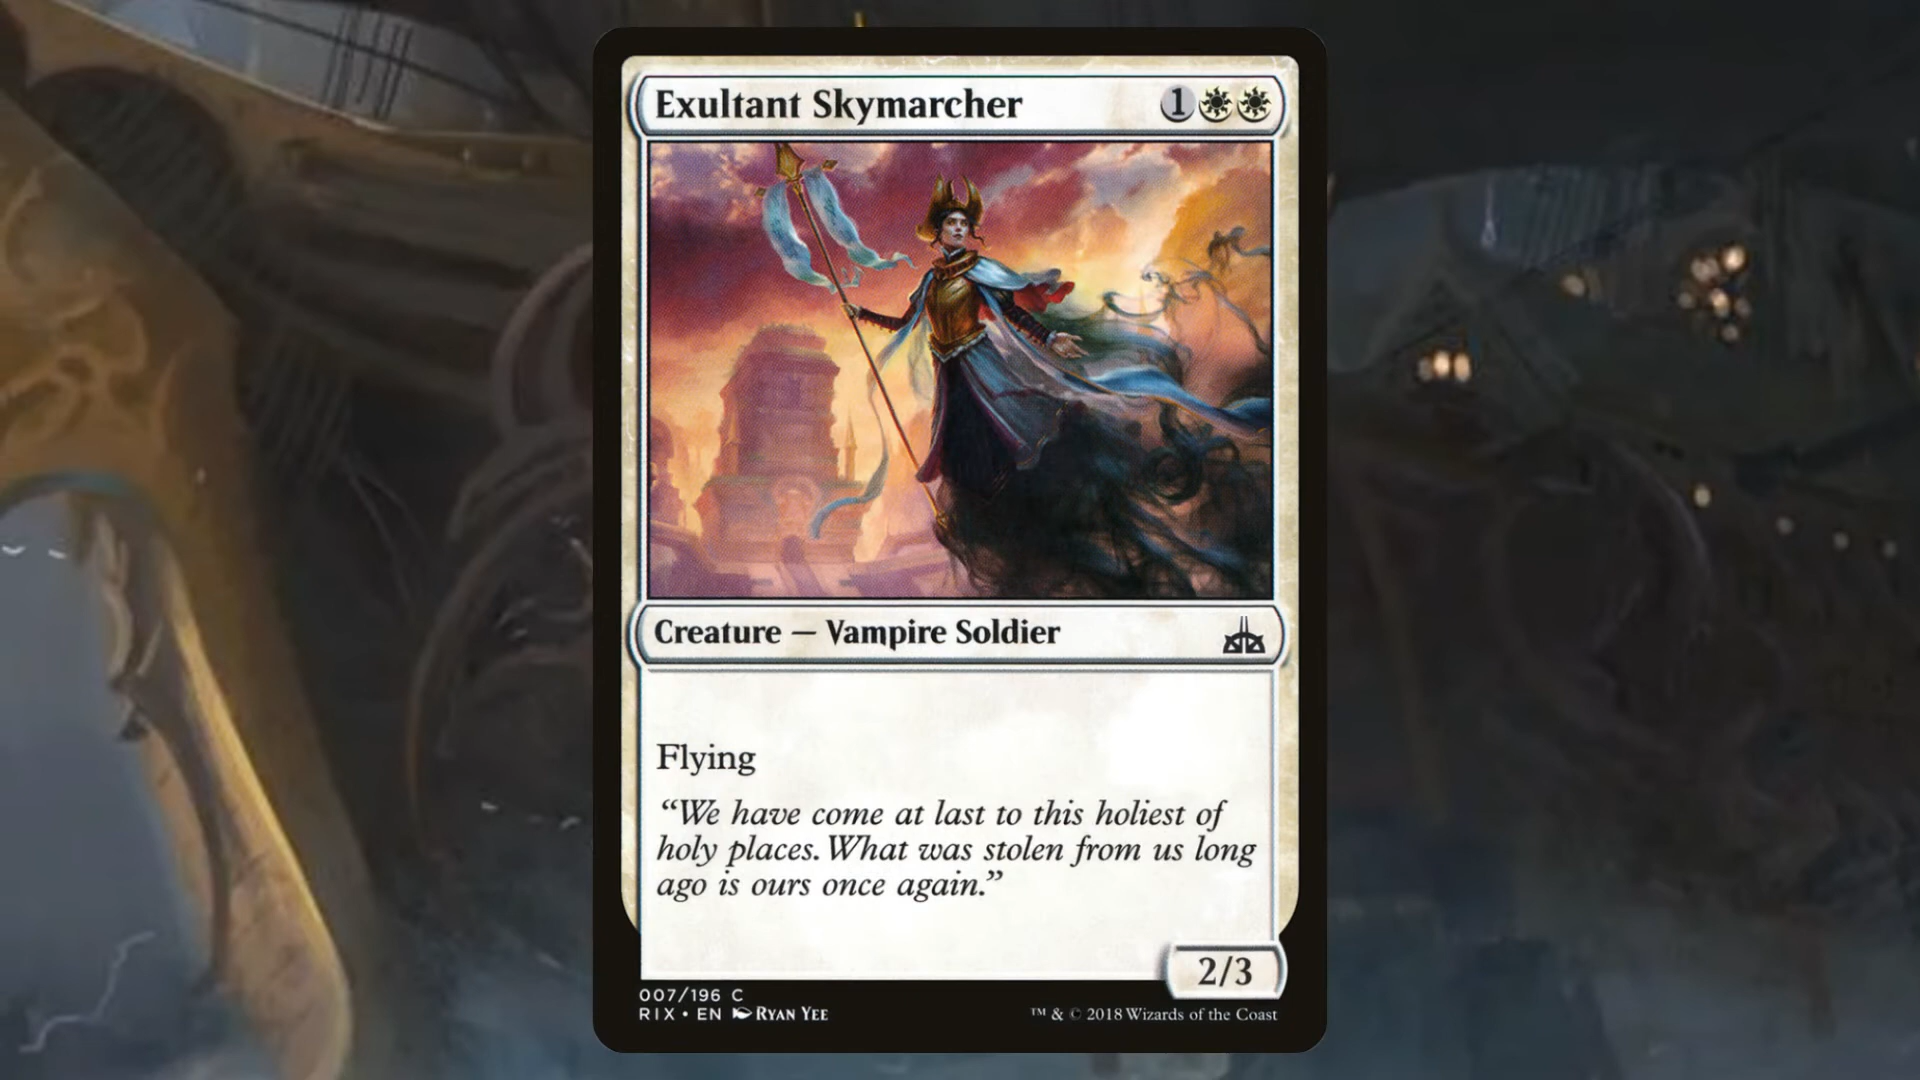 Exultant Skymarcher 1
Creature — Vampire Soldier
Flying
“We have come at last to this holiest of
holy places. What was stolen from us long
ago is ours once again.”
2/3
007/196 C
RIX • EN Ryan Yee
™ & © 2018 Wizards of the Coast